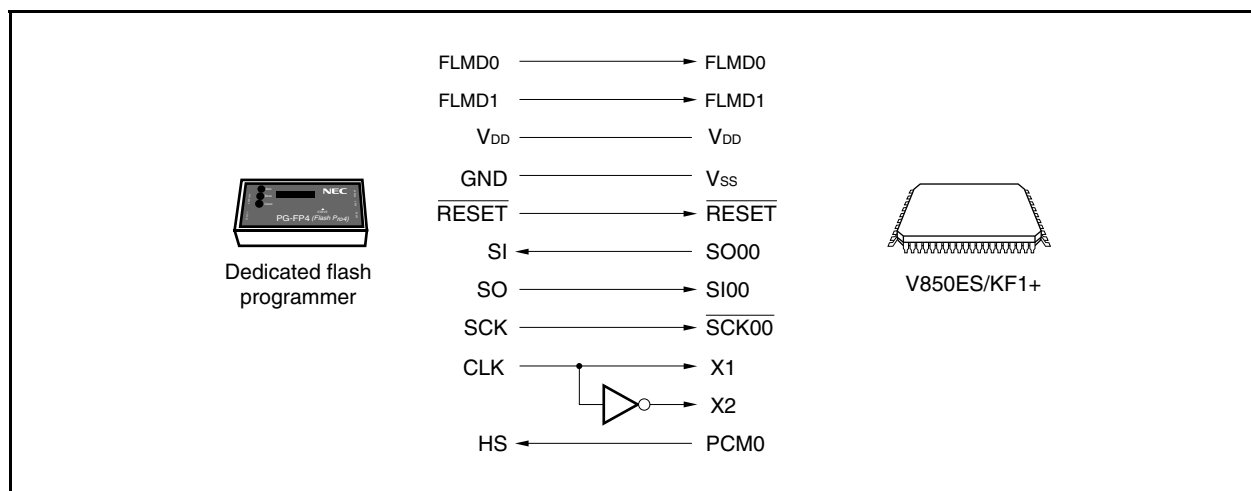 FLMD0 FLMD0
FLMD1 FLMD1
VDD VDD
GND VSS
RESET RESET
SI SO00
SO SI00
SCK SCK00
CLK X1
X2
HS PCM0
NEC
PG-FP4 (Flash Pro4)
Dedicated flash
programmer
V850ES/KF1+